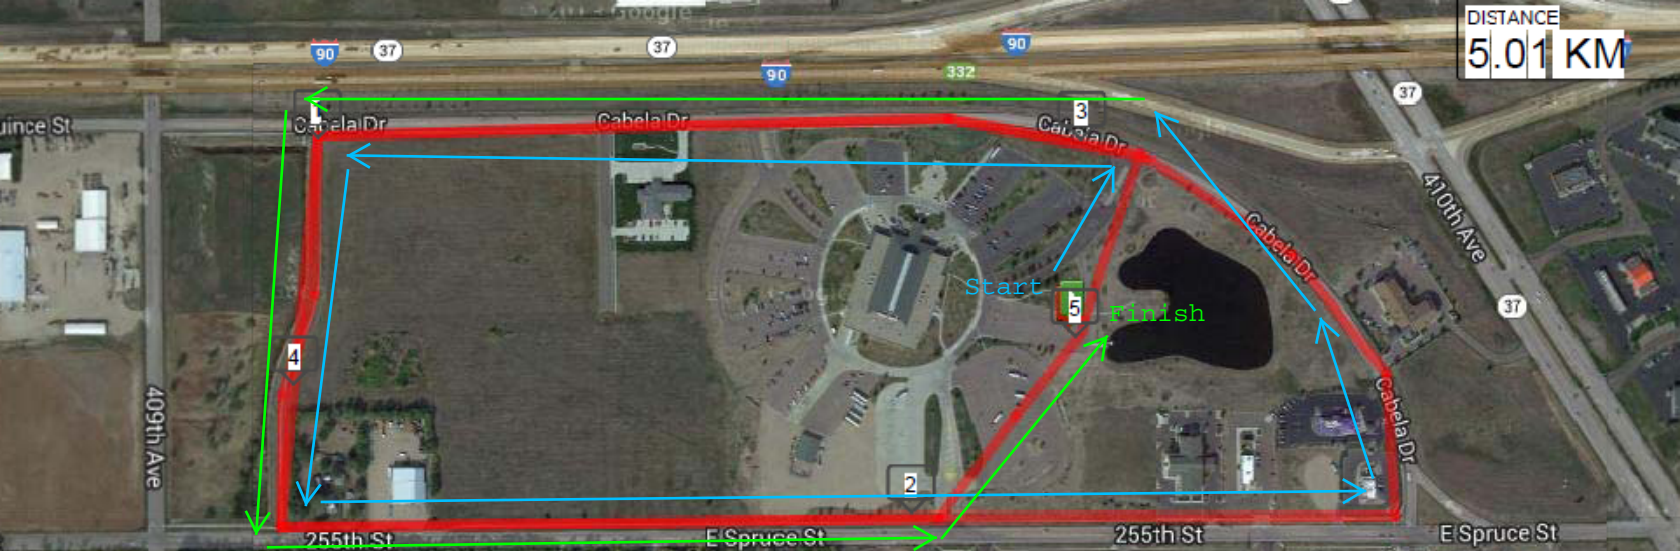 Google
DISTANCE
5.01 KM
90
37
37
90
90
332
37
uince St
1
Cabela Dr
Cabela Dr
3
Cabela Dr
410th Ave
Cabela Dr
Start
5
Finish
37
4
409th Ave
Cabela Dr
2
255th St
E Spruce St
255th St
E Spruce St